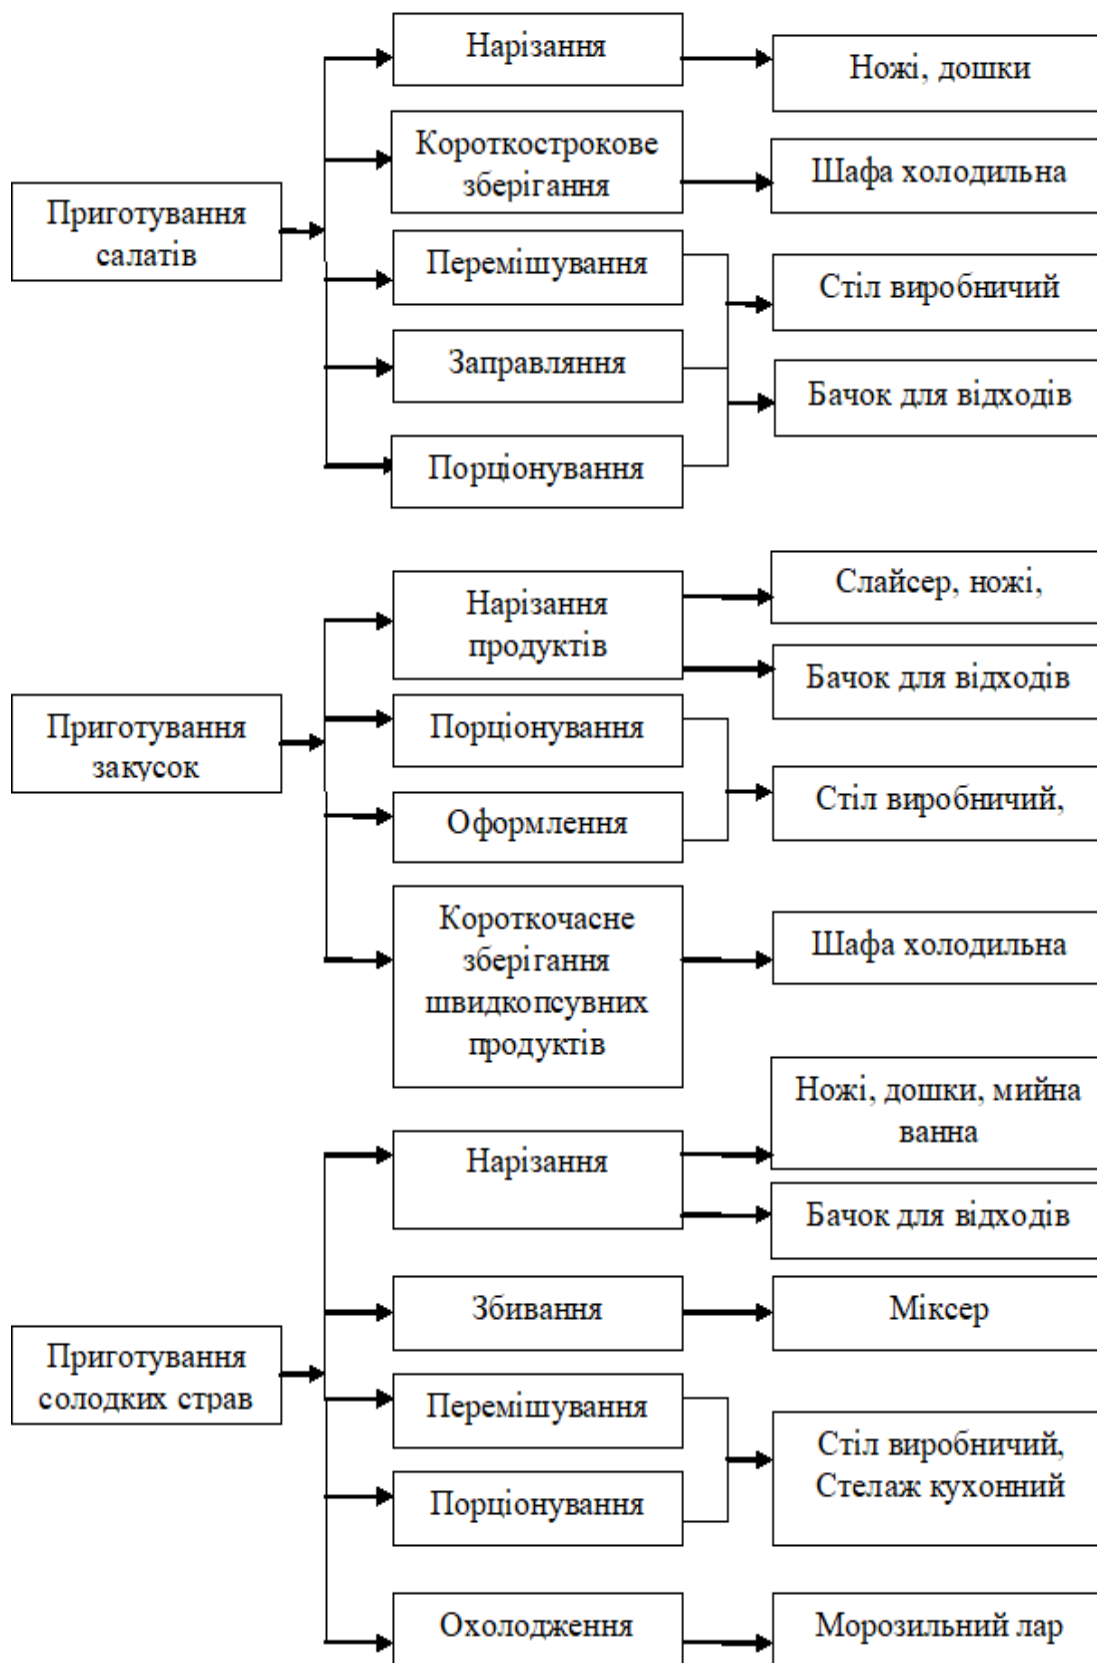 Приготування
салатів
Нарізання
Короткострокове
зберігання
Перемішування
Заправляння
Порціонування
Ножі, дошки
Шафа холодильна
Стіл виробничий
Бачок для відходів
Приготування
закусок
Нарізання
продуктів
Порціонування
Оформлення
Короткочасне
зберігання
швидкопсувних
продуктів
Слайсер, ножі,
Бачок для відходів
Стіл виробничий,
Шафа холодильна
Приготування
солодких страв
Нарізання
Збивання
Перемішування
Порціонування
Охолодження
Ножі, дошки, мийна
ванна
Бачок для відходів
Міксер
Стіл виробничий,
Стелаж кухонний
Морозильний лар